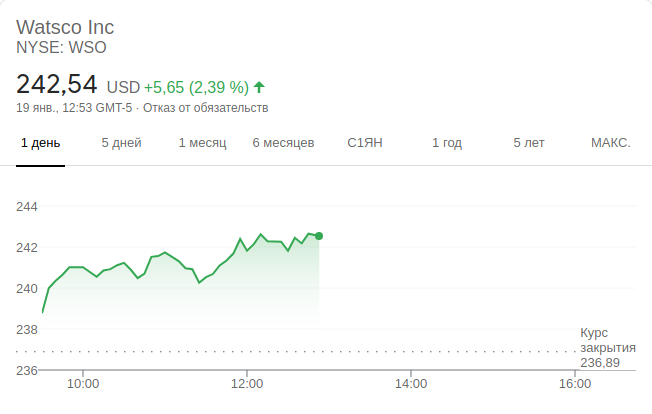 Watsco Inc
NYSE: WSO
242,54 USD +5,65 (2,39 %)
19 янв., 12:53 GMT-5 · Отказ от обязательств
1 день 5 дней 1 месяц 6 месяцев С1ЯН 1 год 5 лет МАКС.
244
242
240
238
Курс
закрытия
236,89
236
10:00 12:00 14:00 16:00